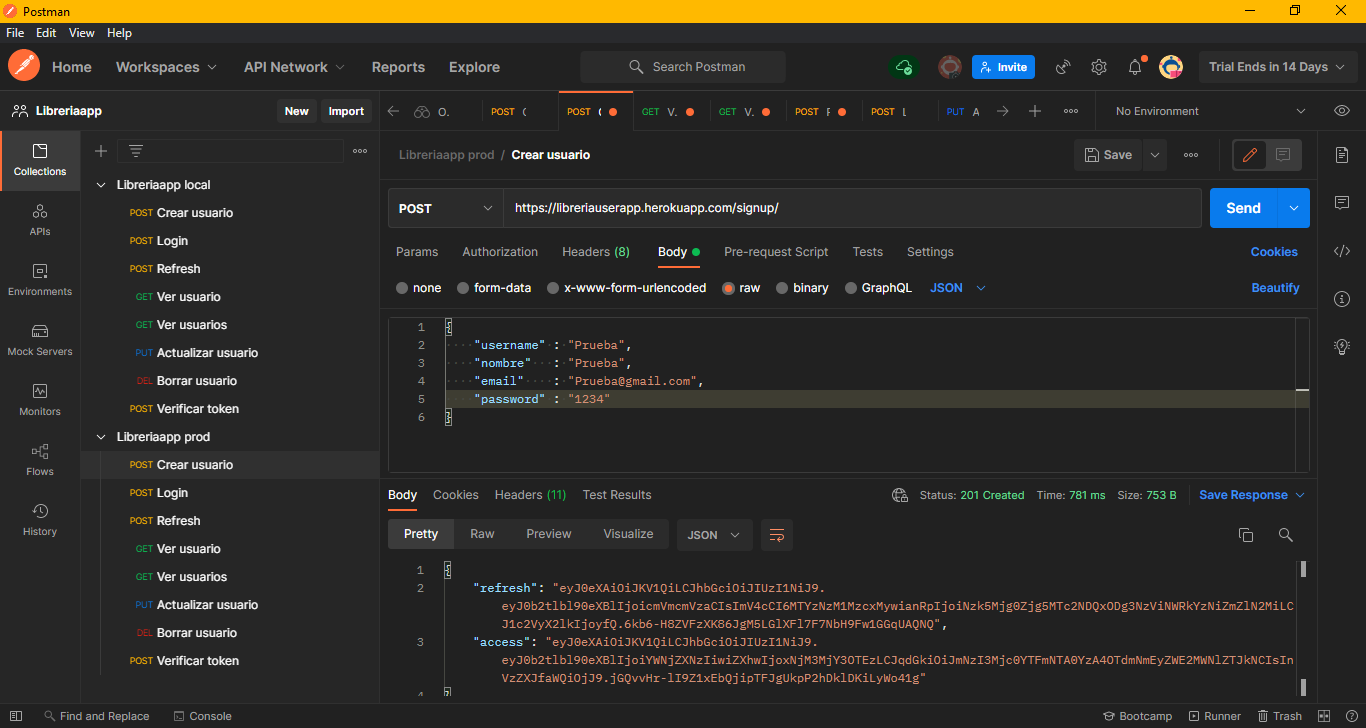 Postman
File Edit View Help
Home Workspaces API Network Reports Explore Search Postman Invite Trial Ends in 14 Days
Libreriaapp New Import O. POST POST GET V. GET V. POST POST L PUT A No Environment
Libreriaapp prod / Crear usuario Save
Collections
APIs
Environments
Mock Servers
Monitors
Flows
History
Libreriaapp local
POST Crear usuario
POST Login
POST Refresh
GET Ver usuario
GET Ver usuarios
PUT Actualizar usuario
DEL Borrar usuario
POST Verificar token
Libreriaapp prod
POST Crear usuario
POST Login
POST Refresh
GET Ver usuario
GET Ver usuarios
PUT Actualizar usuario
DEL Borrar usuario
POST Verificar token
POST https://libreriauserapp.herokuapp.com/signup/ Send
Params Authorization Headers (8) Body Pre-request Script Tests Settings Cookies
none form-data x-www-form-urlencoded raw binary GraphQL JSON Beautify
1 {
2 "username" : "Prueba",
3 "nombre" : "Prueba",
4 "email" : "Prueba@gmail.com",
5 "password" : "1234"
6 }
Body Cookies Headers (11) Test Results Status: 201 Created Time: 781 ms Size: 753 B Save Response
Pretty Raw Preview Visualize JSON
1 {
2 "refresh": "eyJ0eXAiOiJKV1QiLCJhbGciOiJIUzI1NiJ9.
eyJ0b2tlbl90eXBlIjoicmVmcmVzaCIsImV4cCI6MTYzNzM1MzcxMywianRpIjoiNzk5Mjg0Zjg5MTc2NDQxODg3NzViNWRkYzNiZmZlN2MiLC
J1c2VyX2lkIjoyfQ.6kb6-H8ZVFzXK86JgM5LGlXFl7F7NbH9Fw1GGqUAQNQ",
3 "access": "eyJ0eXAiOiJKV1QiLCJhbGciOiJIUzI1NiJ9.
eyJ0b2tlbl90eXBlIjoiYWNjZXNzIiwiZXhwIjoxNjM3MjY3OTEzLCJqdGkiOiJmNzI3Mjc0YTFmNTA0YzA4OTdmNmEyZWE2MWNlZTJkNCIsIn
VzZXJfaWQiOjJ9.jGQvvHr-lI9Z1xEbQjipTFJgUkpP2hDklDKiLyWo41g"
4 }
Find and Replace Console Bootcamp Runner Trash